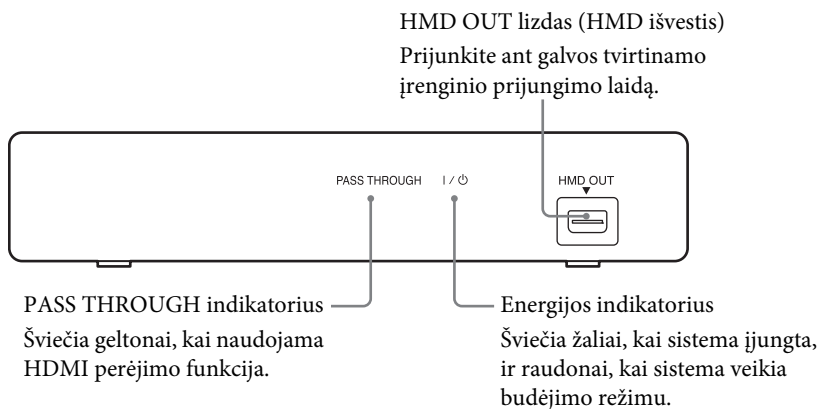 HMD OUT lizdas (HMD išvestis)
Prijunkite ant galvos tvirtinamo
įrenginio prijungimo laidą.
PASS THROUGH
I / ⏻
HMD OUT
PASS THROUGH indikatorius
Šviečia geltonai, kai naudojama
HDMI perėjimo funkcija.
Energijos indikatorius
Šviečia žaliai, kai sistema įjungta,
ir raudonai, kai sistema veikia
budėjimo režimu.